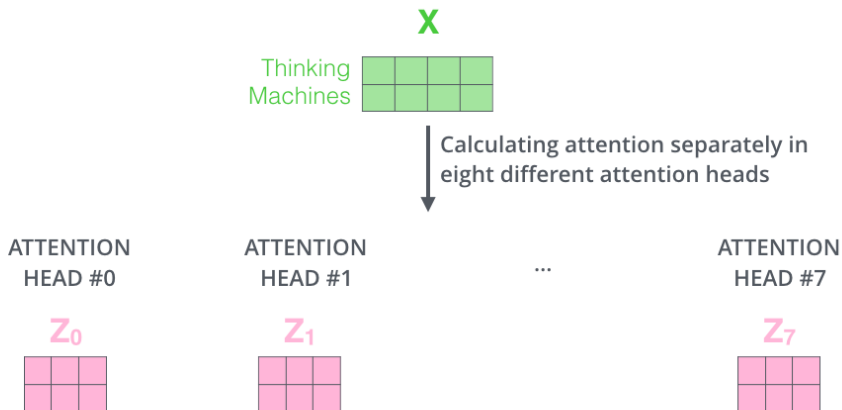 X
Thinking
Machines
Calculating attention separately in
eight different attention heads
ATTENTION
HEAD #0
ATTENTION
HEAD #1
...
ATTENTION
HEAD #7
Z₀
Z₁
Z₇